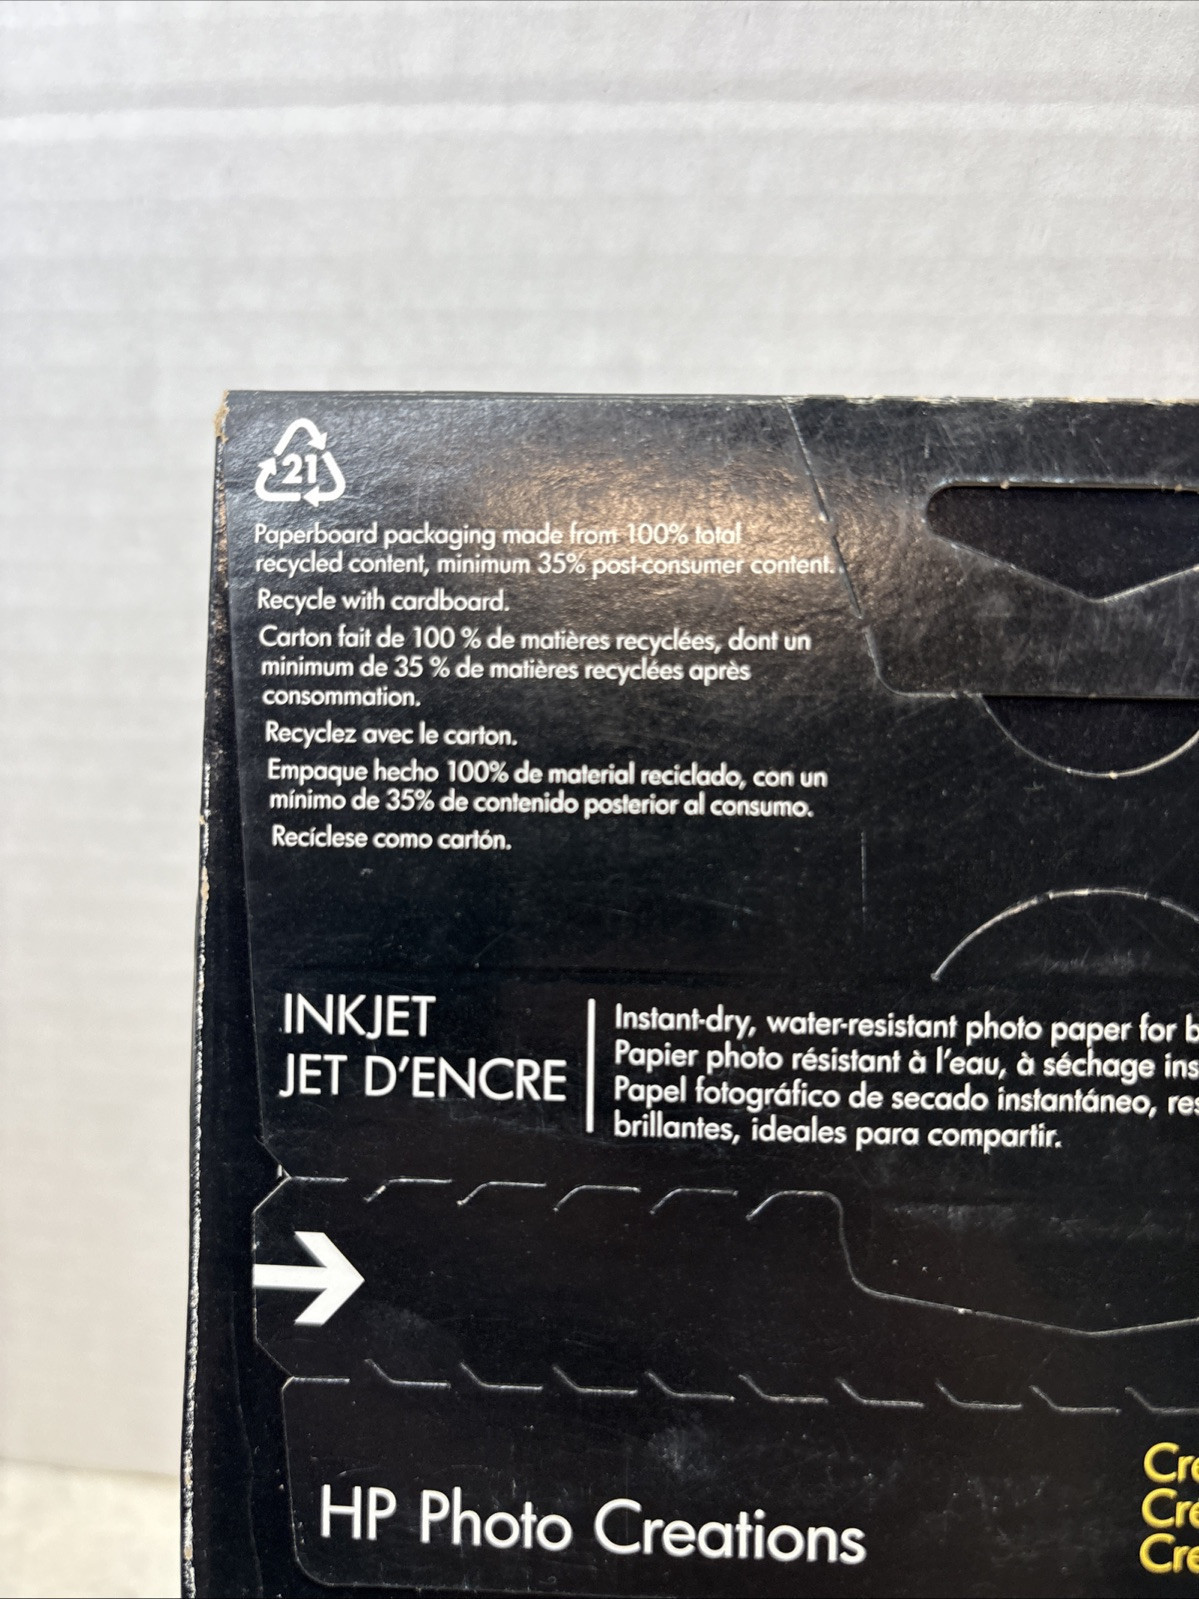 21
Paperboard packaging made from 100% total
recycled content, minimum 35% post-consumer content.
Recycle with cardboard.
Carton fait de 100 % de matières recyclées, dont un
minimum de 35 % de matières recyclées après
consommation.
Recyclez avec le carton.
Empaque hecho 100% de material reciclado, con un
mínimo de 35% de contenido posterior al consumo.
Recíclese como cartón.
INKJET
JET D'ENCRE
Instant-dry, water-resistant photo paper for
Papier photo résistant à l'eau, à séchage
Papel fotográfico de secado instantáneo,
brillantes, ideales para compartir.
HP Photo Creations